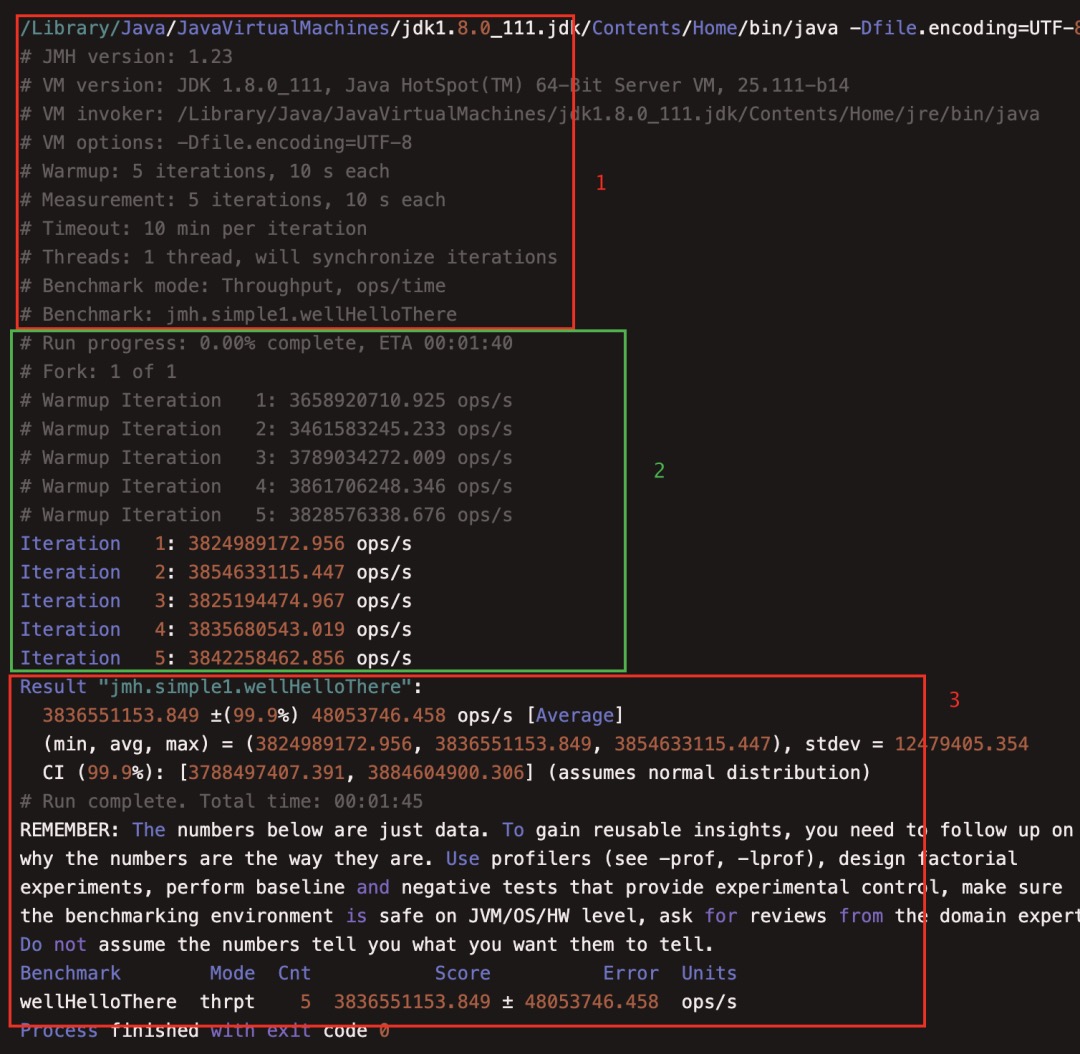 /Library/Java/JavaVirtualMachines/jdk1.8.0_111.jdk/Contents/Home/bin/java -Dfile.encoding=UTF-8
# JMH version: 1.23
# VM version: JDK 1.8.0_111, Java HotSpot(TM) 64-Bit Server VM, 25.111-b14
# VM invoker: /Library/Java/JavaVirtualMachines/jdk1.8.0_111.jdk/Contents/Home/jre/bin/java
# VM options: -Dfile.encoding=UTF-8
# Warmup: 5 iterations, 10 s each
1
# Measurement: 5 iterations, 10 s each
# Timeout: 10 min per iteration
# Threads: 1 thread, will synchronize iterations
# Benchmark mode: Throughput, ops/time
# Benchmark: jmh.simple1.wellHelloThere
# Run progress: 0.00% complete, ETA 00:01:40
# Fork: 1 of 1
# Warmup Iteration   1: 3658920710.925 ops/s
# Warmup Iteration   2: 3461583245.233 ops/s
# Warmup Iteration   3: 3789034272.009 ops/s
2
# Warmup Iteration   4: 3861706248.346 ops/s
# Warmup Iteration   5: 3828576338.676 ops/s
Iteration   1: 3824989172.956 ops/s
Iteration   2: 3854633115.447 ops/s
Iteration   3: 3825194474.967 ops/s
Iteration   4: 3835680543.019 ops/s
Iteration   5: 3842258462.856 ops/s
Result "jmh.simple1.wellHelloThere":
3
  3836551153.849 ±(99.9%) 48053746.458 ops/s [Average]
  (min, avg, max) = (3824989172.956, 3836551153.849, 3854633115.447), stdev = 12479405.354
  CI (99.9%): [3788497407.391, 3884604900.306] (assumes normal distribution)
# Run complete. Total time: 00:01:45
REMEMBER: The numbers below are just data. To gain reusable insights, you need to follow up on
why the numbers are the way they are. Use profilers (see -prof, -lprof), design factorial
experiments, perform baseline and negative tests that provide experimental control, make sure
the benchmarking environment is safe on JVM/OS/HW level, ask for reviews from the domain expert
Do not assume the numbers tell you what you want them to tell.
Benchmark        Mode  Cnt           Score          Error  Units
wellHelloThere  thrpt    5  3836551153.849 ± 48053746.458  ops/s
Process finished with exit code 0